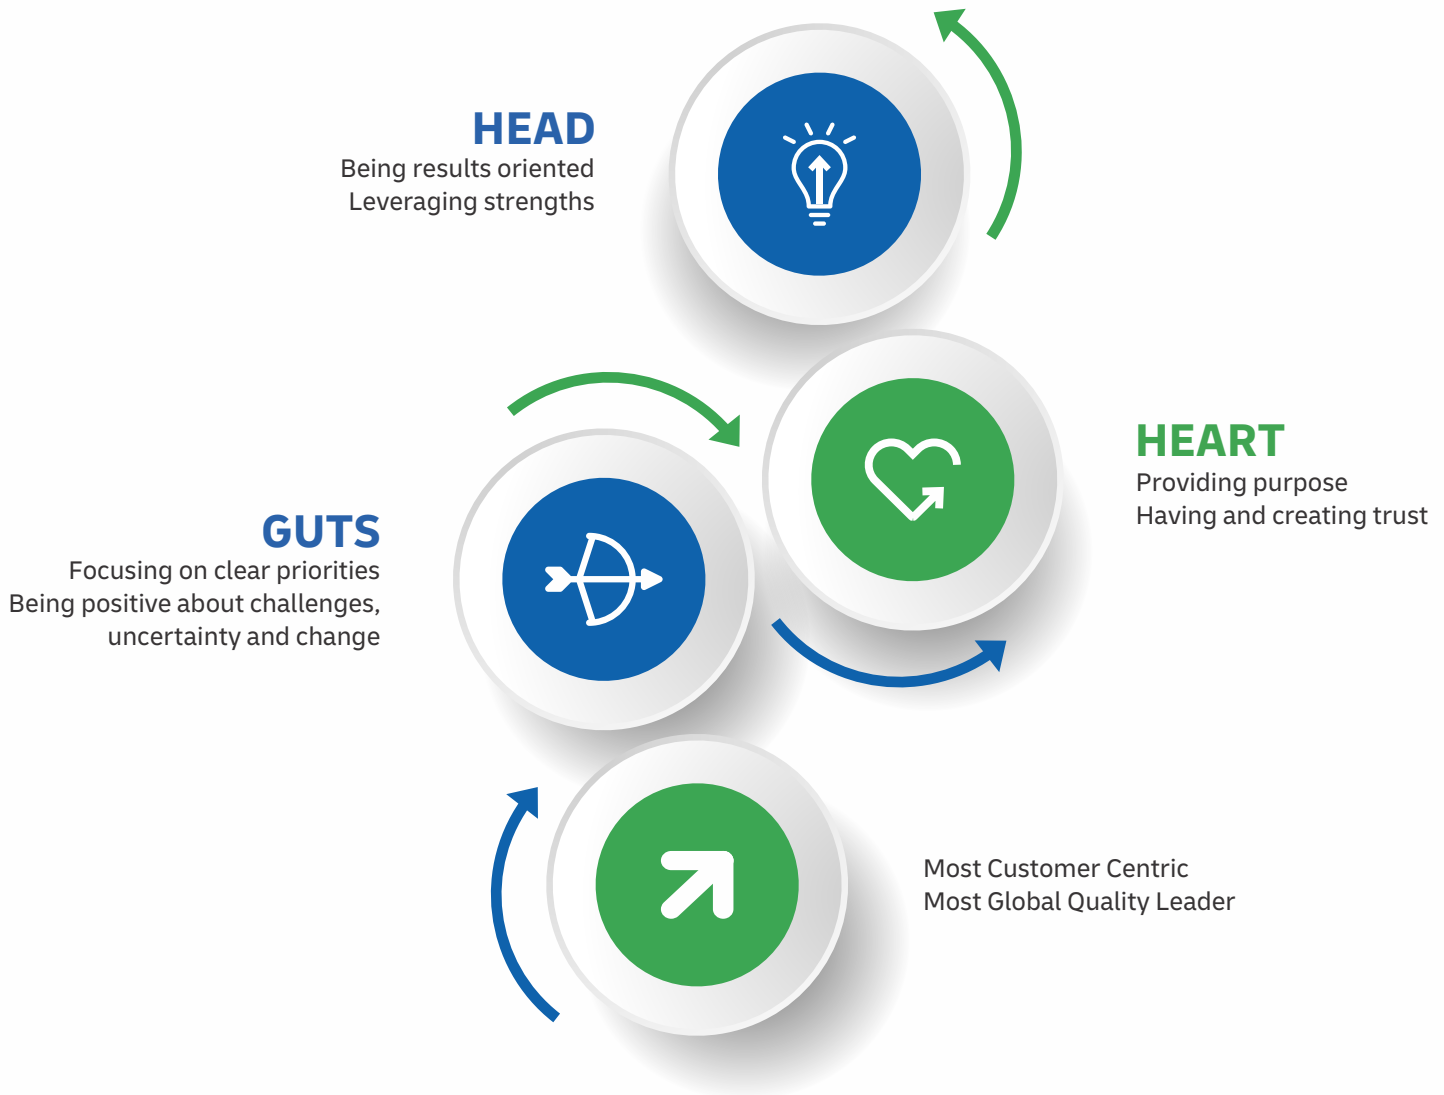 HEAD
Being results oriented
Leveraging strengths
HEART
Providing purpose
Having and creating trust
GUTS
Focusing on clear priorities
Being positive about challenges,
uncertainty and change
Most Customer Centric
Most Global Quality Leader